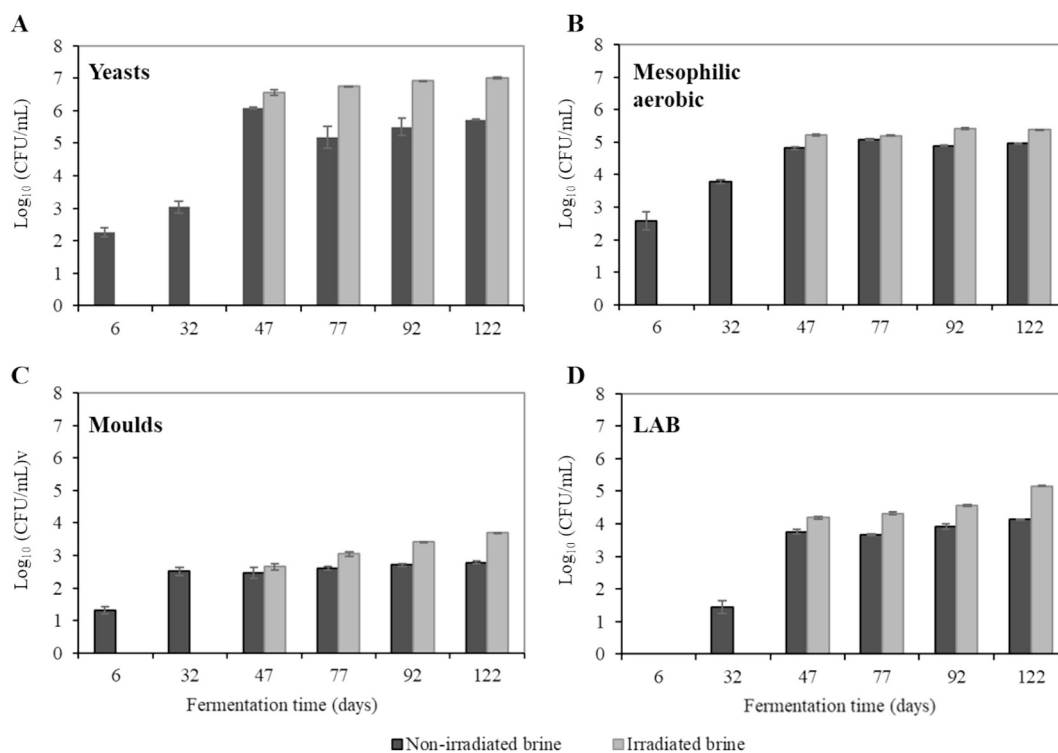 A
Yeasts
Log₁₀ (CFU/mL)
8
7
6
5
4
3
2
1
0
6 32 47 77 92 122
B
Mesophilic
aerobic
Log₁₀ (CFU/mL)
8
7
6
5
4
3
2
1
0
6 32 47 77 92 122
C
Moulds
Log₁₀ (CFU/mL)v
8
7
6
5
4
3
2
1
0
6 32 47 77 92 122
Fermentation time (days)
D
LAB
Log₁₀ (CFU/mL)
8
7
6
5
4
3
2
1
0
6 32 47 77 92 122
Fermentation time (days)
Non-irradiated brine Irradiated brine